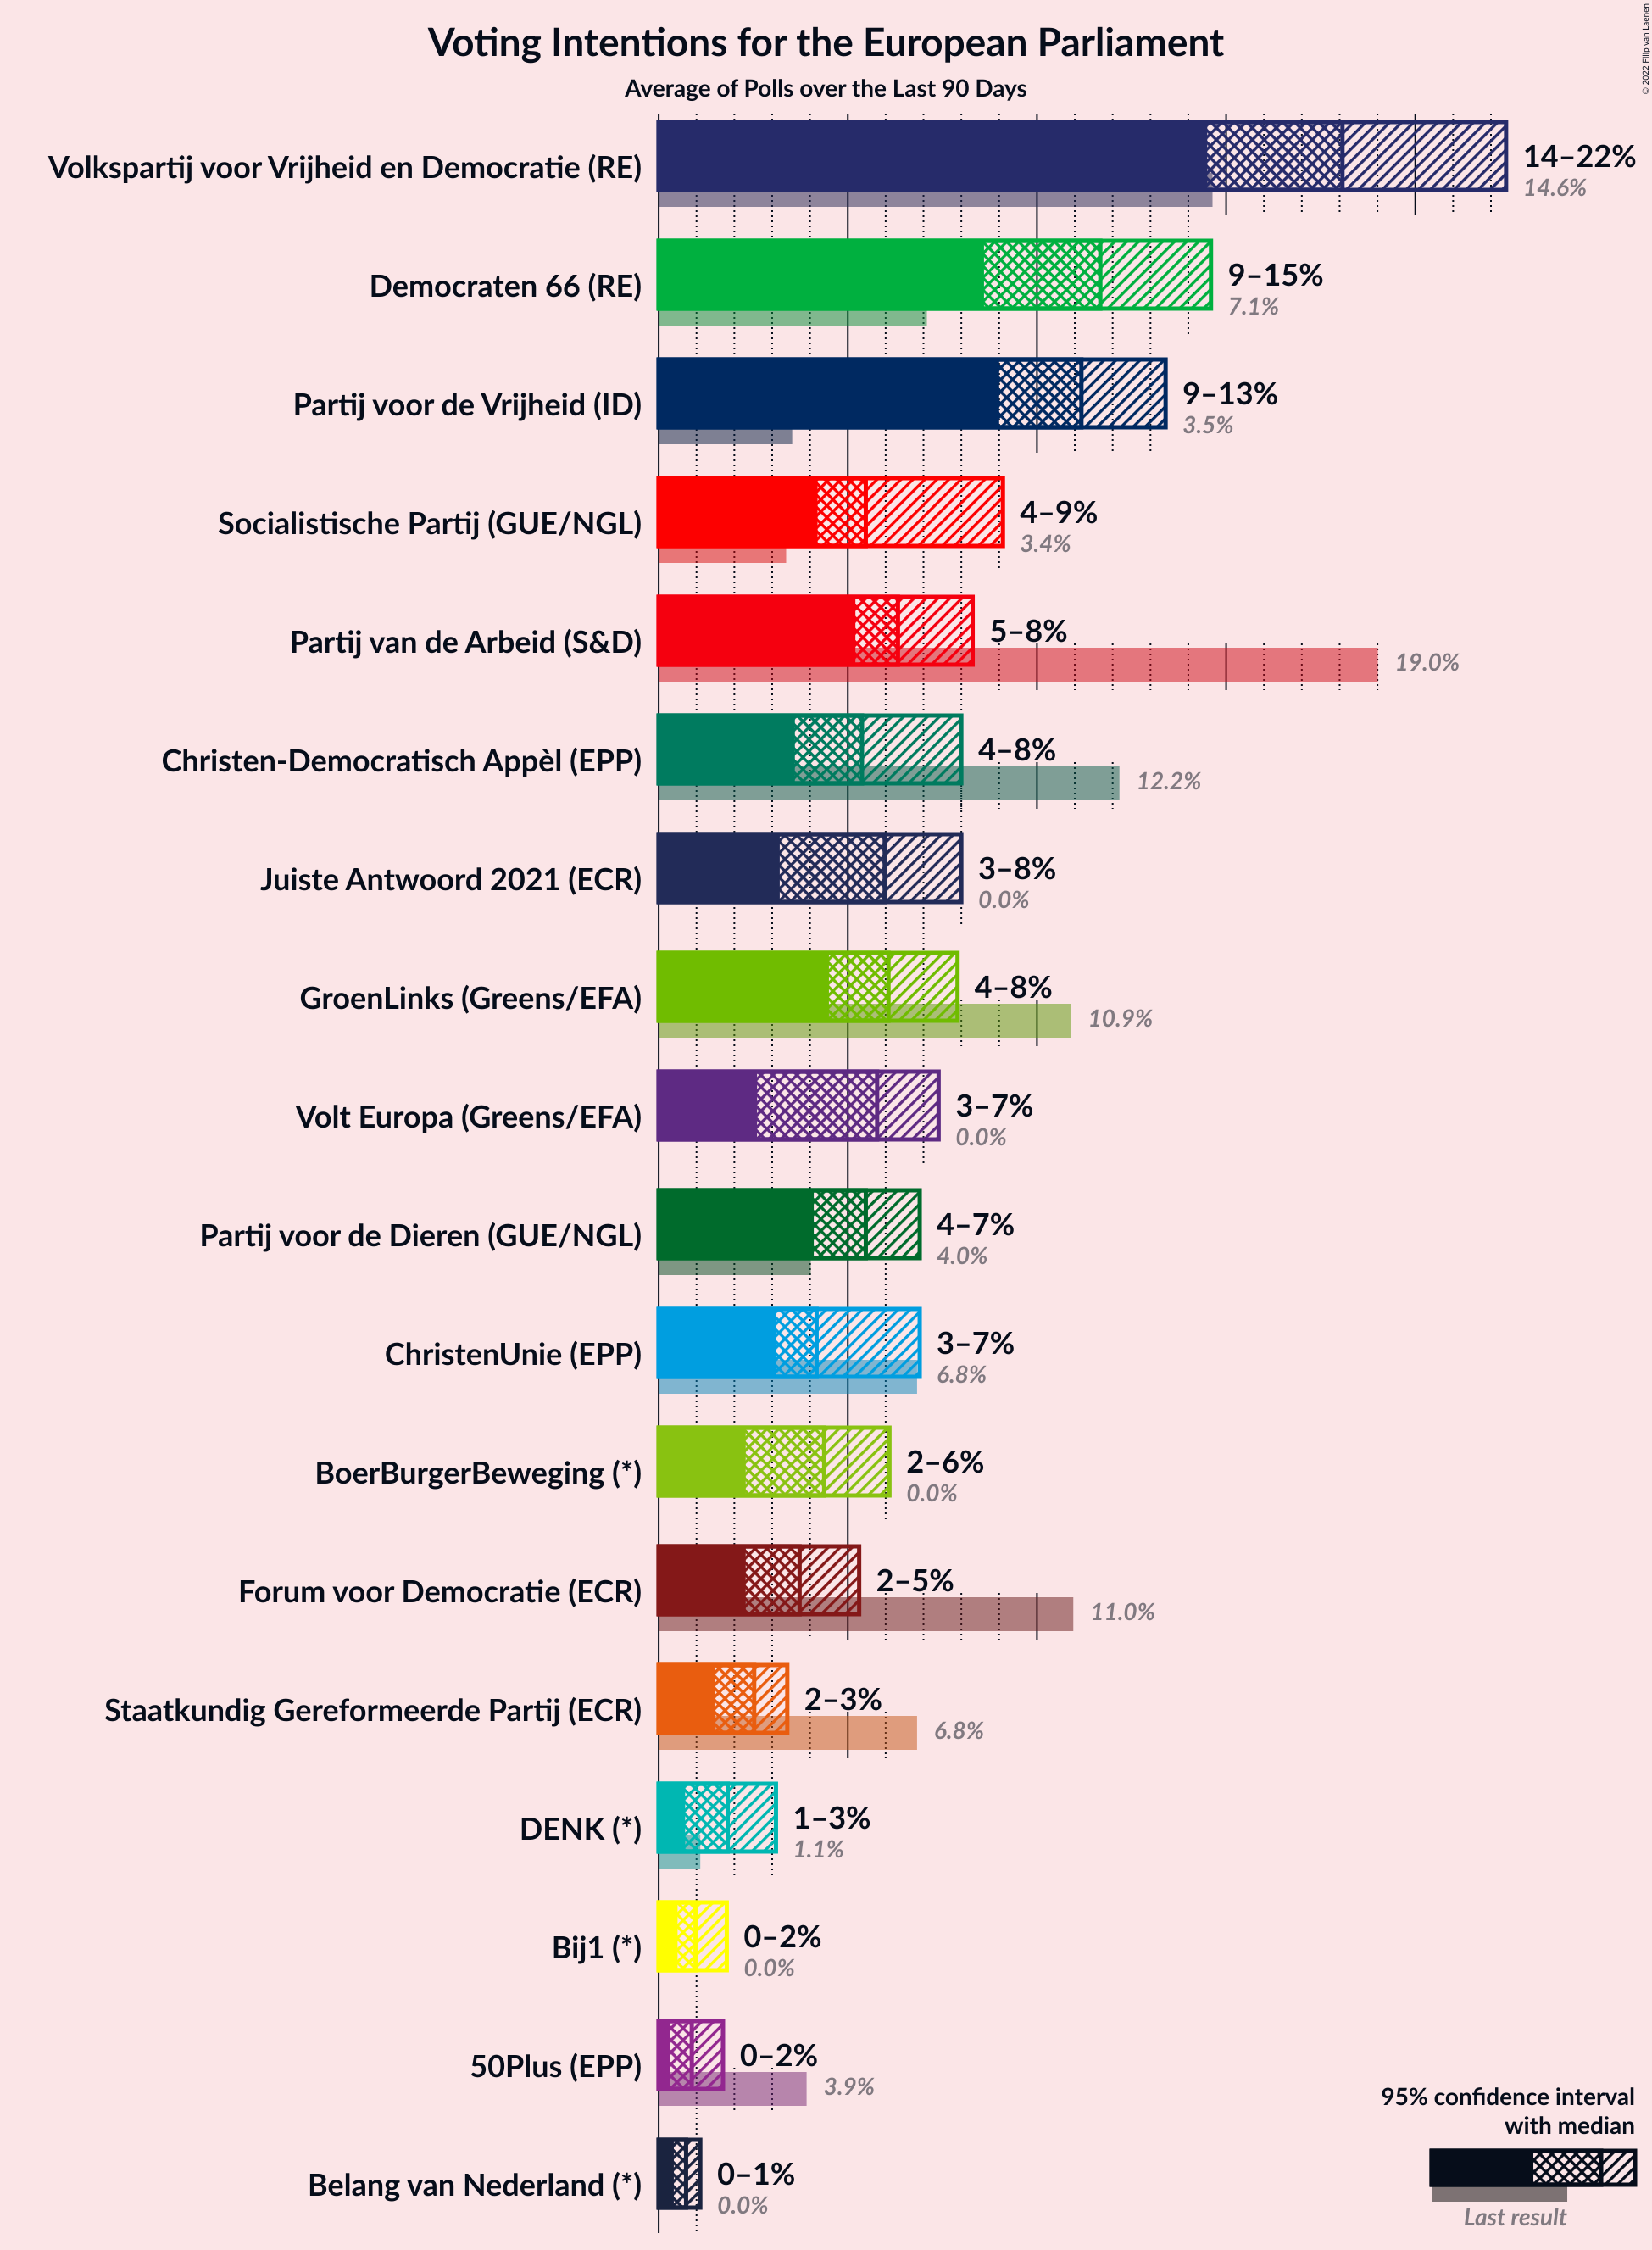 © 2022 Filip van Laenen
Voting Intentions for the European Parliament
Average of Polls over the Last 90 Days
Volkspartij voor Vrijheid en Democratie (RE)
14–22%
14.6%
Democraten 66 (RE)
9–15%
7.1%
Partij voor de Vrijheid (ID)
9–13%
3.5%
Socialistische Partij (GUE/NGL)
4–9%
3.4%
Partij van de Arbeid (S&D)
5–8%
19.0%
Christen-Democratisch Appèl (EPP)
4–8%
12.2%
Juiste Antwoord 2021 (ECR)
3–8%
0.0%
GroenLinks (Greens/EFA)
4–8%
10.9%
Volt Europa (Greens/EFA)
3–7%
0.0%
Partij voor de Dieren (GUE/NGL)
4–7%
4.0%
ChristenUnie (EPP)
3–7%
6.8%
BoerBurgerBeweging (*)
2–6%
0.0%
Forum voor Democratie (ECR)
2–5%
11.0%
Staatkundig Gereformeerde Partij (ECR)
2–3%
6.8%
DENK (*)
1–3%
1.1%
Bij1 (*)
0–2%
0.0%
50Plus (EPP)
0–2%
3.9%
Belang van Nederland (*)
0–1%
0.0%
95% confidence interval
with median
Last result